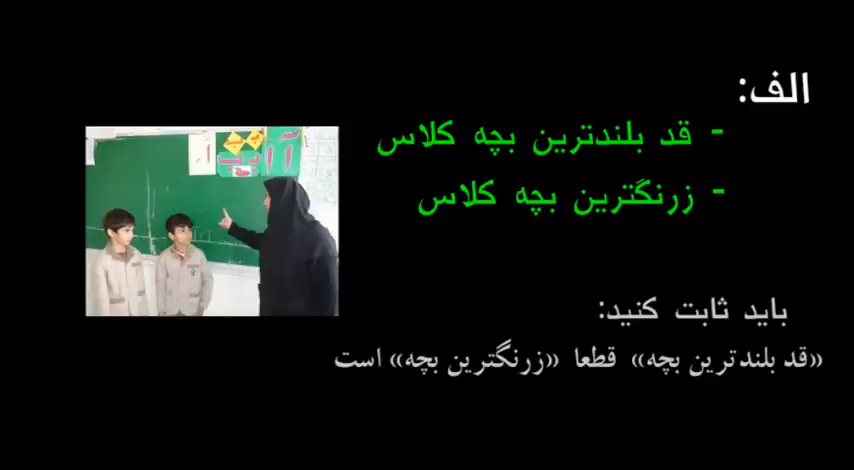 الف:
- قد بلندترین بچه کلاس
- زرنگترین بچه کلاس
باید ثابت کنید:
«قد بلندترین بچه» قطعا «زرنگترین بچه» است